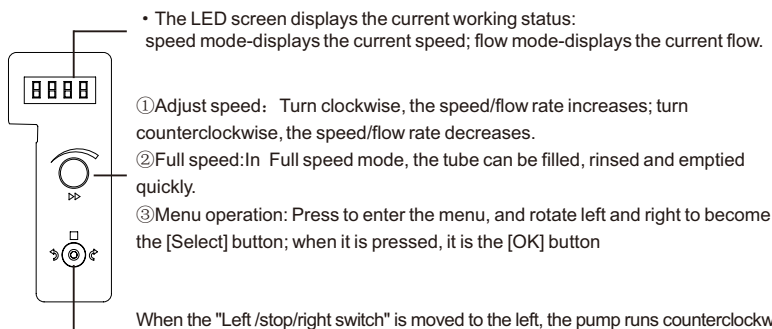 • The LED screen displays the current working status:
speed mode-displays the current speed; flow mode-displays the current flow.
8888
①Adjust speed：Turn clockwise, the speed/flow rate increases; turn
counterclockwise, the speed/flow rate decreases.
②Full speed:In Full speed mode, the tube can be filled, rinsed and emptied
quickly.
③Menu operation: Press to enter the menu, and rotate left and right to become
the [Select] button; when it is pressed, it is the [OK] button
When the "Left /stop/right switch" is moved to the left, the pump runs